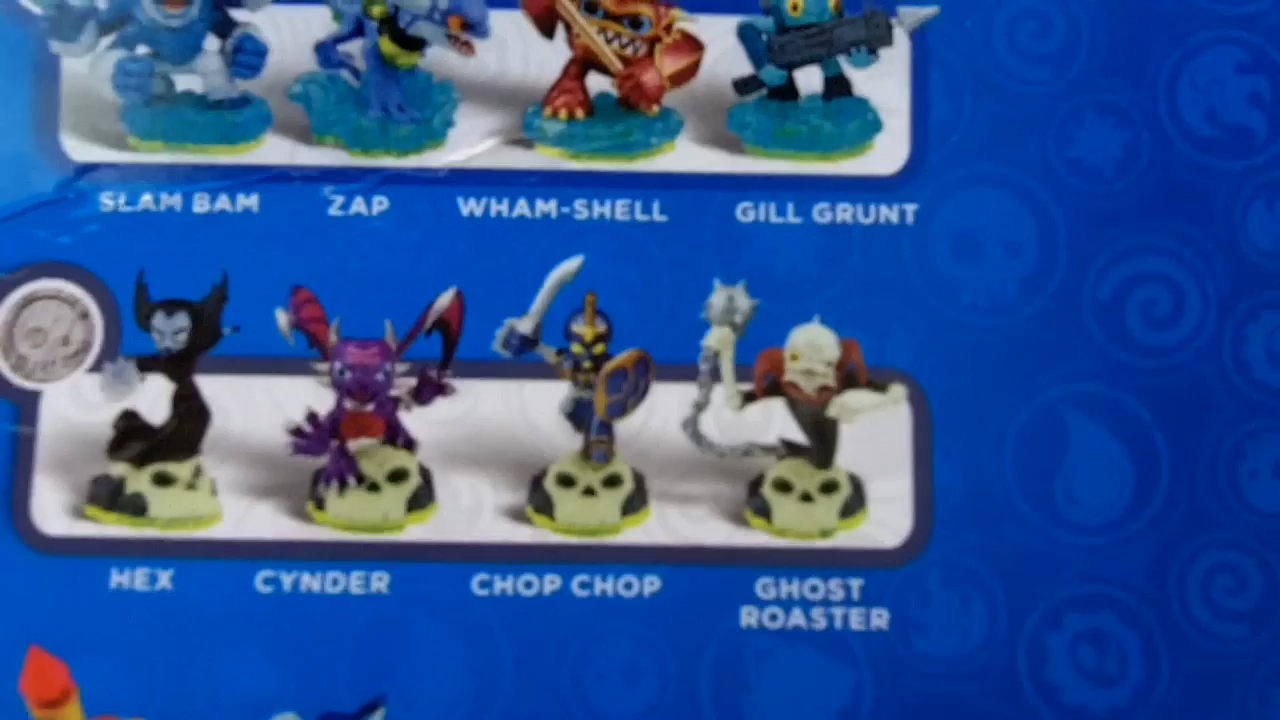 SLAM BAM ZAP WHAM-SHELL GILL GRUNT
HEX CYNDER CHOP CHOP GHOST
ROASTER